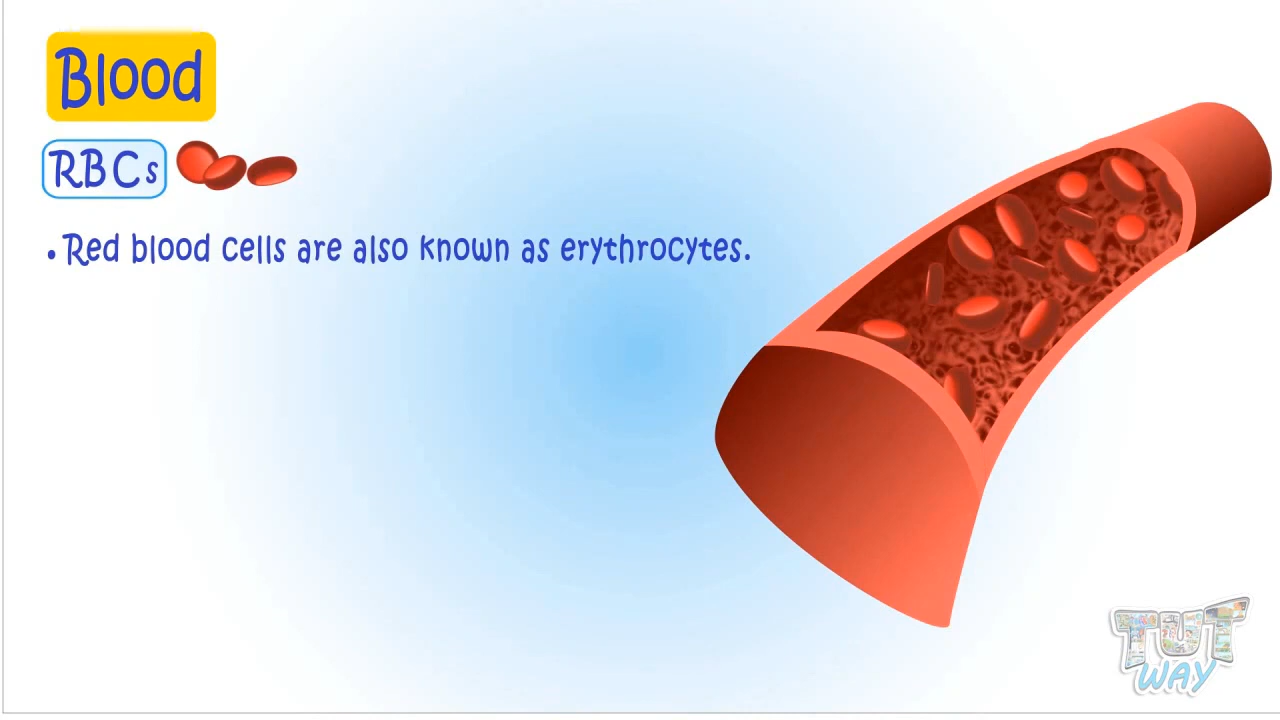 Blood
RBCs
• Red blood cells are also known as erythrocytes.
TUT
WAY